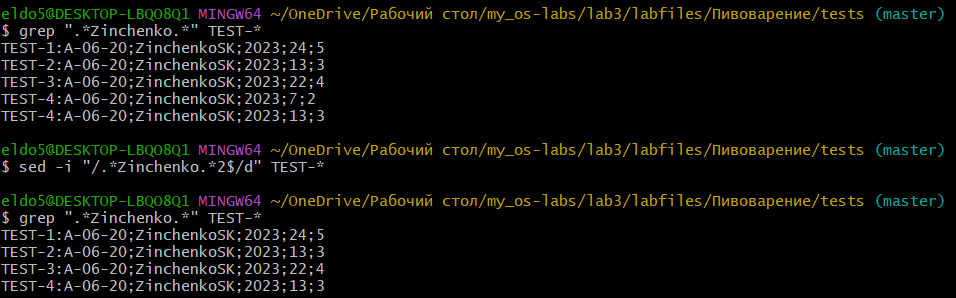 eldo5@DESKTOP-LBQO8Q1 MINGW64 ~/OneDrive/Рабочий стол/my_os-labs/lab3/labfiles/Пивоварение/tests (master)
$ grep ".*Zinchenko.*" TEST-*
TEST-1:A-06-20;ZinchenkoSK;2023;24;5
TEST-2:A-06-20;ZinchenkoSK;2023;13;3
TEST-3:A-06-20;ZinchenkoSK;2023;22;4
TEST-4:A-06-20;ZinchenkoSK;2023;7;2
TEST-4:A-06-20;ZinchenkoSK;2023;13;3
eldo5@DESKTOP-LBQO8Q1 MINGW64 ~/OneDrive/Рабочий стол/my_os-labs/lab3/labfiles/Пивоварение/tests (master)
$ sed -i "/.*Zinchenko.*2$/d" TEST-*
eldo5@DESKTOP-LBQO8Q1 MINGW64 ~/OneDrive/Рабочий стол/my_os-labs/lab3/labfiles/Пивоварение/tests (master)
$ grep ".*Zinchenko.*" TEST-*
TEST-1:A-06-20;ZinchenkoSK;2023;24;5
TEST-2:A-06-20;ZinchenkoSK;2023;13;3
TEST-3:A-06-20;ZinchenkoSK;2023;22;4
TEST-4:A-06-20;ZinchenkoSK;2023;13;3